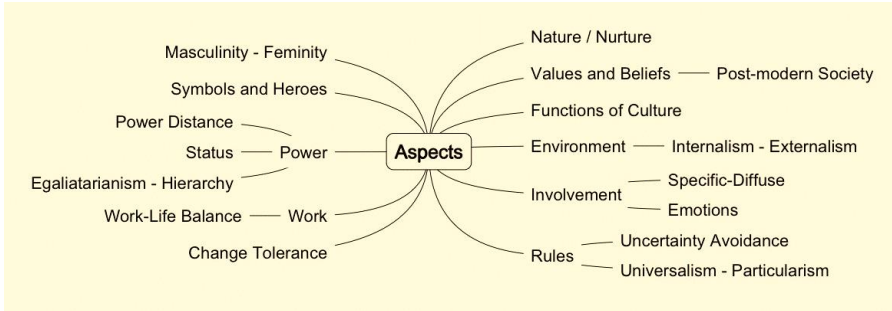 Aspects
Masculinity - Feminity
Symbols and Heroes
Power
Power Distance
Status
Egaliatarianism - Hierarchy
Work
Work-Life Balance
Change Tolerance
Nature / Nurture
Values and Beliefs
Post-modern Society
Functions of Culture
Environment
Internalism - Externalism
Involvement
Specific-Diffuse
Emotions
Rules
Uncertainty Avoidance
Universalism - Particularism